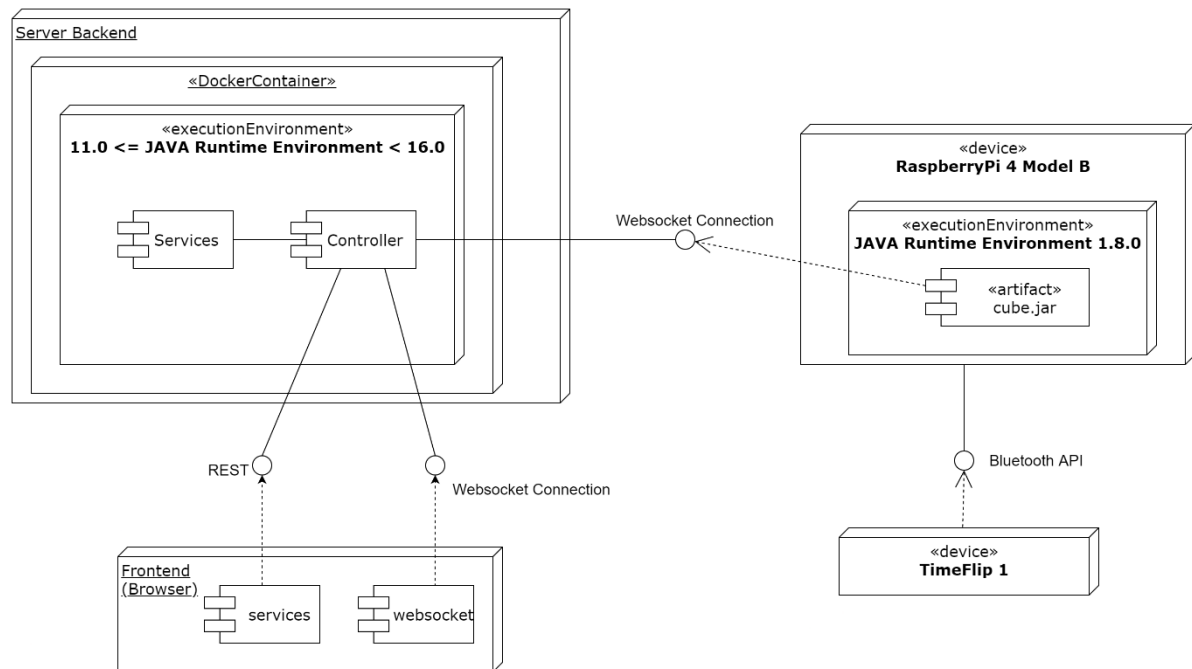 Server Backend
«DockerContainer»
«executionEnvironment»
11.0 <= JAVA Runtime Environment < 16.0
Services
Controller
Websocket Connection
«device»
RaspberryPi 4 Model B
«executionEnvironment»
JAVA Runtime Environment 1.8.0
«artifact»
cube.jar
REST
Websocket Connection
Bluetooth API
Frontend
(Browser)
services
websocket
«device»
TimeFlip 1